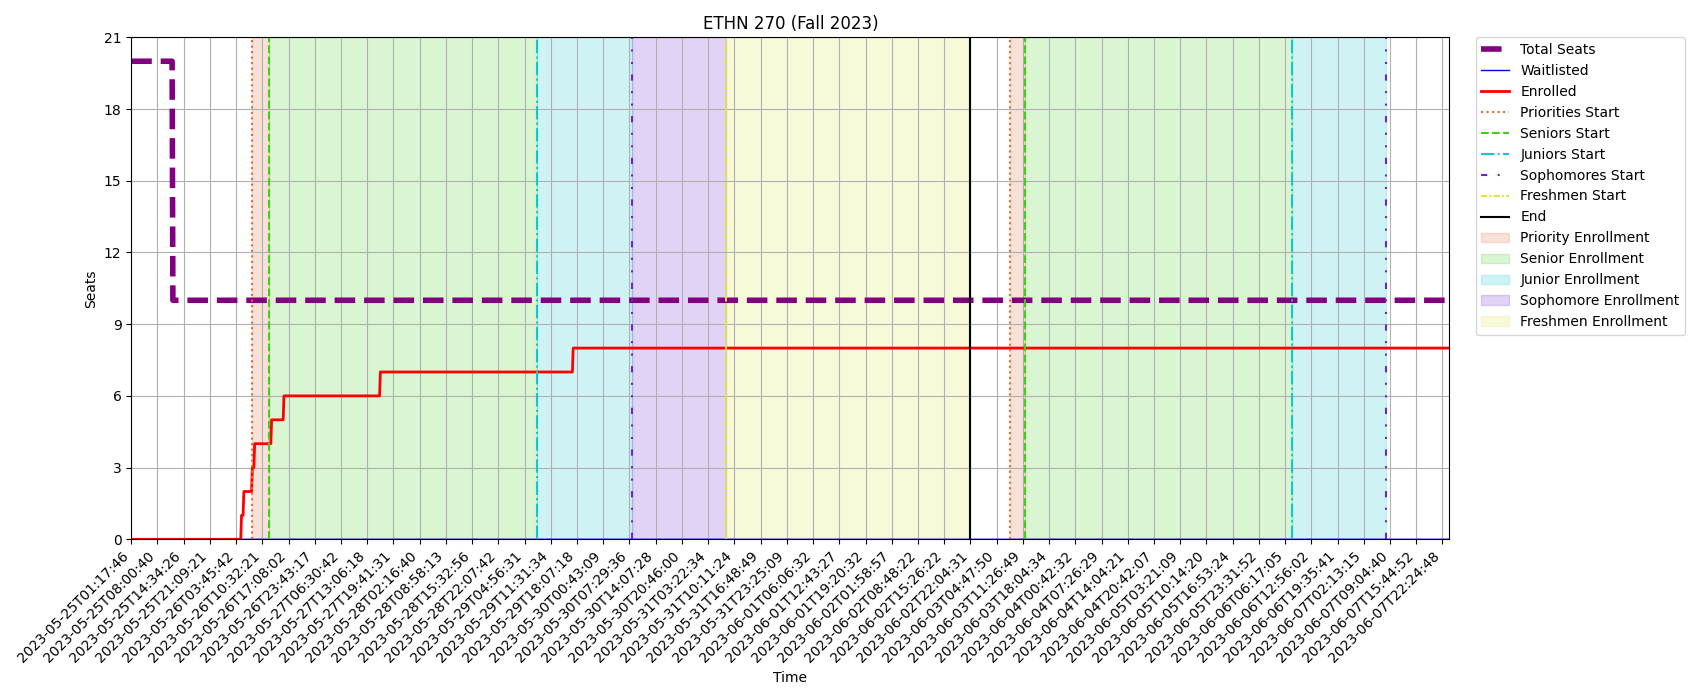 ETHN 270 (Fall 2023)
21
18
15
12
9
6
3
0
Seats
2023-05-25T01:17:46
2023-05-25T08:00:40
2023-05-25T14:34:26
2023-05-25T21:09:21
2023-05-26T03:45:42
2023-05-26T10:32:21
2023-05-26T17:08:02
2023-05-26T23:43:17
2023-05-27T06:30:42
2023-05-27T13:06:18
2023-05-27T19:41:31
2023-05-28T02:16:40
2023-05-28T08:58:13
2023-05-28T15:32:56
2023-05-28T22:07:42
2023-05-29T04:56:31
2023-05-29T11:31:34
2023-05-29T18:07:18
2023-05-30T00:43:09
2023-05-30T07:29:36
2023-05-30T14:07:28
2023-05-30T20:46:00
2023-05-31T03:22:34
2023-05-31T10:11:24
2023-05-31T16:48:49
2023-05-31T23:25:09
2023-06-01T06:06:32
2023-06-01T12:43:27
2023-06-01T19:20:32
2023-06-02T01:58:57
2023-06-02T08:48:22
2023-06-02T15:26:22
2023-06-02T22:04:31
2023-06-03T04:47:50
2023-06-03T11:26:49
2023-06-03T18:04:34
2023-06-04T00:42:32
2023-06-04T07:26:29
2023-06-04T14:04:21
2023-06-04T20:42:07
2023-06-05T03:21:09
2023-06-05T10:14:20
2023-06-05T16:53:24
2023-06-05T23:31:52
2023-06-06T06:17:05
2023-06-06T12:56:02
2023-06-06T19:35:41
2023-06-07T02:13:15
2023-06-07T09:04:40
2023-06-07T15:44:52
2023-06-07T22:24:48
Time
Total Seats
Waitlisted
Enrolled
Priorities Start
Seniors Start
Juniors Start
Sophomores Start
Freshmen Start
End
Priority Enrollment
Senior Enrollment
Junior Enrollment
Sophomore Enrollment
Freshmen Enrollment